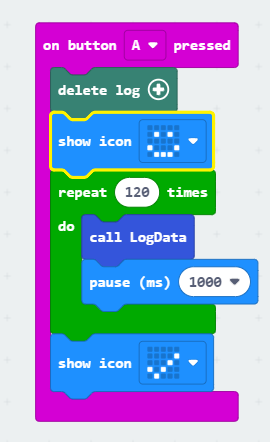 on button A pressed
delete log
show icon
repeat 120 times
do
call LogData
pause (ms) 1000
show icon